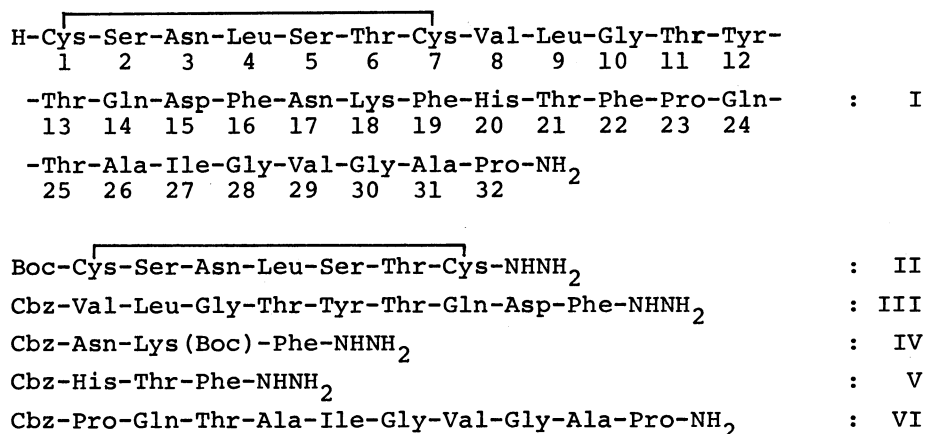 H-Cys-Ser-Asn-Leu-Ser-Thr-Cys-Val-Leu-Gly-Thr-Tyr-
1 2 3 4 5 6 7 8 9 10 11 12
-Thr-Gln-Asp-Phe-Asn-Lys-Phe-His-Thr-Phe-Pro-Gln- : I
13 14 15 16 17 18 19 20 21 22 23 24
-Thr-Ala-Ile-Gly-Val-Gly-Ala-Pro-NH2
25 26 27 28 29 30 31 32
Boc-Cys-Ser-Asn-Leu-Ser-Thr-Cys-NHNH2 : II
Cbz-Val-Leu-Gly-Thr-Tyr-Thr-Gln-Asp-Phe-NHNH2 : III
Cbz-Asn-Lys(Boc)-Phe-NHNH2 : IV
Cbz-His-Thr-Phe-NHNH2 : V
Cbz-Pro-Gln-Thr-Ala-Ile-Gly-Val-Gly-Ala-Pro-NH2 : VI